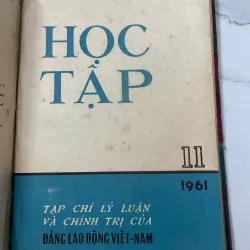 HỌC
TẬP
11
1961
TẠP CHÍ LÝ LUẬN
VÀ CHÍNH TRỊ CỦA
ĐẢNG LAO ĐỘNG VIỆT-NAM